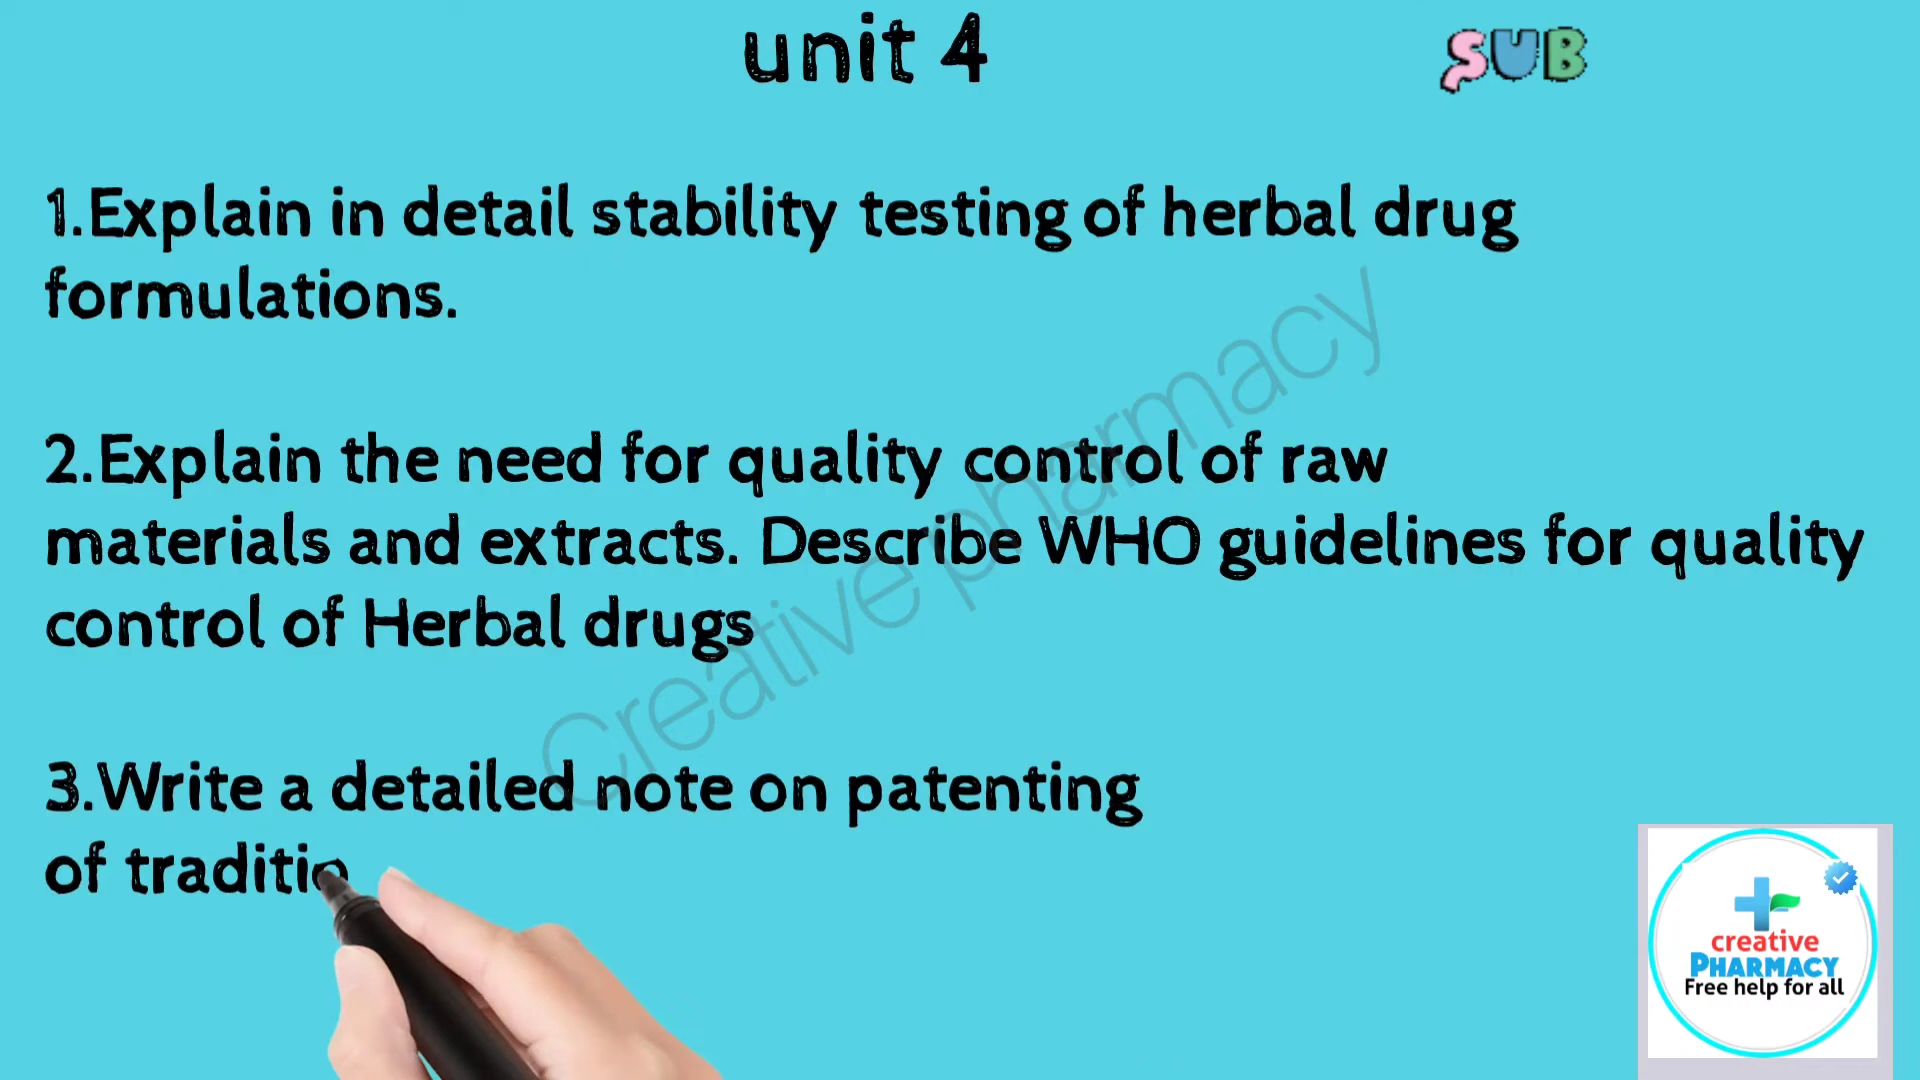 unit 4
SUB
1.Explain in detail stability testing of herbal drug
formulations.
2.Explain the need for quality control of raw
materials and extracts. Describe WHO guidelines for quality
control of Herbal drugs
3.Write a detailed note on patenting
of traditio
Creative pharmacy
creative
PHARMACY
Free help for all